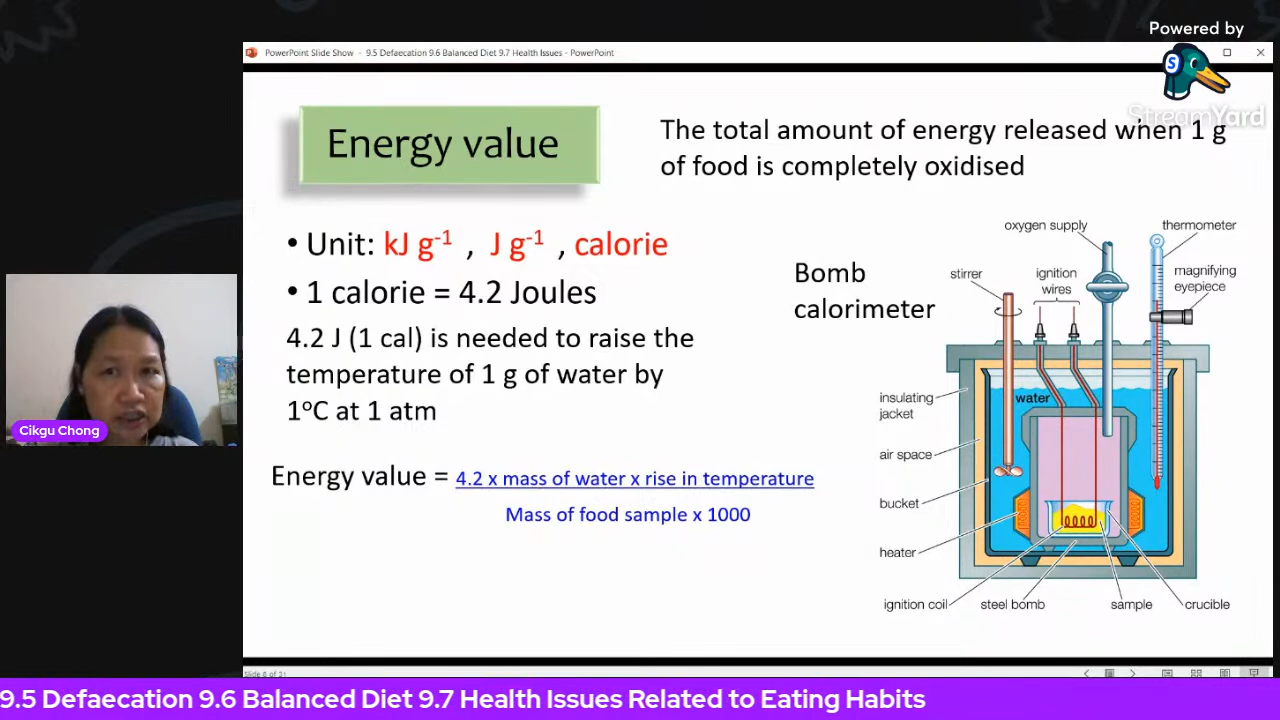 Powered by
StreamYard
PowerPoint Slide Show - 9.5 Defaecation 9.6 Balanced Diet 9.7 Health Issues - PowerPoint
Energy value
The total amount of energy released when 1 g
of food is completely oxidised
• Unit: kJ g⁻¹ , J g⁻¹ , calorie
• 1 calorie = 4.2 Joules
4.2 J (1 cal) is needed to raise the
temperature of 1 g of water by
1ᵒC at 1 atm
Energy value = 4.2 x mass of water x rise in temperature
Mass of food sample x 1000
Bomb
calorimeter
oxygen supply
thermometer
stirrer
ignition
wires
magnifying
eyepiece
water
insulating
jacket
air space
bucket
heater
ignition coil
steel bomb
sample
crucible
Cikgu Chong
Slide 6 of 31
9.5 Defaecation 9.6 Balanced Diet 9.7 Health Issues Related to Eating Habits